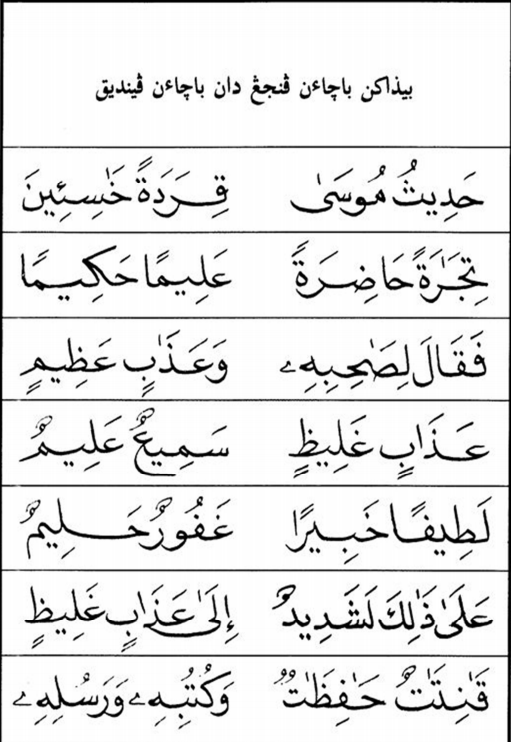 بيذاكن باچاءن ڤنجڠ دان باچاءن ڤينديق
حَدِيثُ مُوسَىٰ قِرَدَةً خَٰسِـِٔينَ
تِجَٰرَةً حَاضِرَةً عَلِيمًا حَكِيمًا
فَقَالَ لِصَٰحِبِهِۦ وَعَذَابٍ عَظِيمٍ
عَذَابٍ غَلِيظٍ سَمِيعٌ عَلِيمٌ
لَطِيفًا خَبِيرًا غَفُورٌ حَلِيمٌ
عَلَىٰ ذَٰلِكَ لَشَدِيدٌ إِلَىٰ عَذَابٍ غَلِيظٍ
قَٰنِتَٰتٌ حَٰفِظَٰتٌ وَكُتُبِهِۦ وَرُسُلِهِۦ